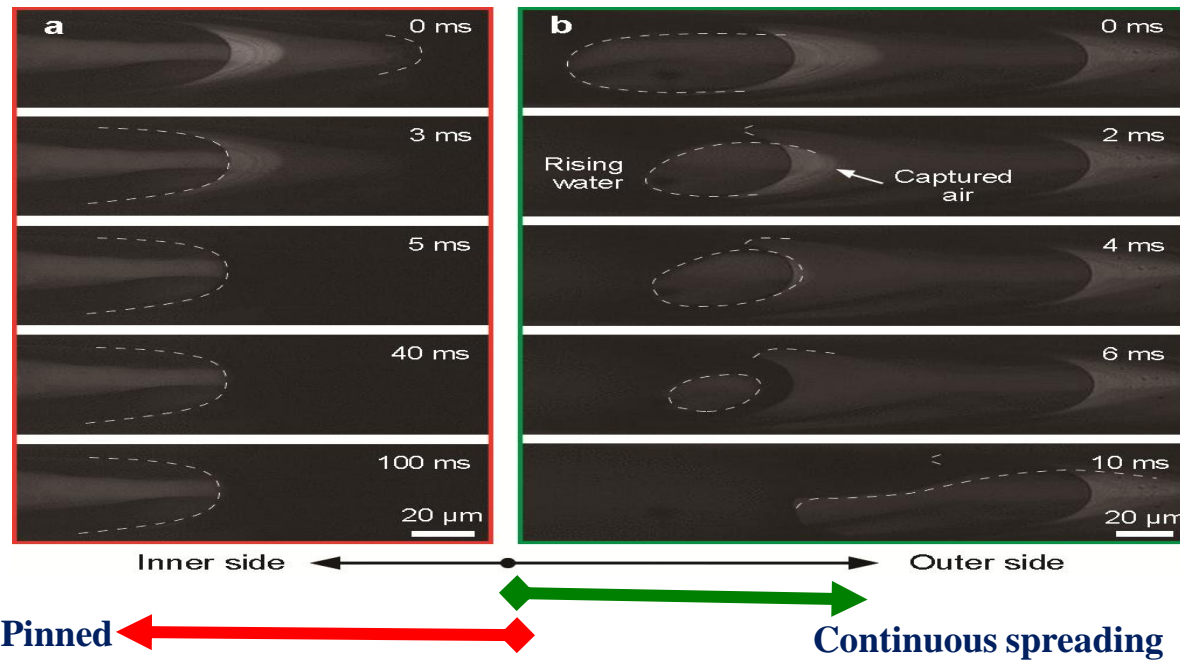 a
0 ms
3 ms
5 ms
40 ms
100 ms
20 µm
b
0 ms
2 ms
Rising
water
Captured
air
4 ms
6 ms
10 ms
20 µm
Inner side
Outer side
Pinned
Continuous spreading